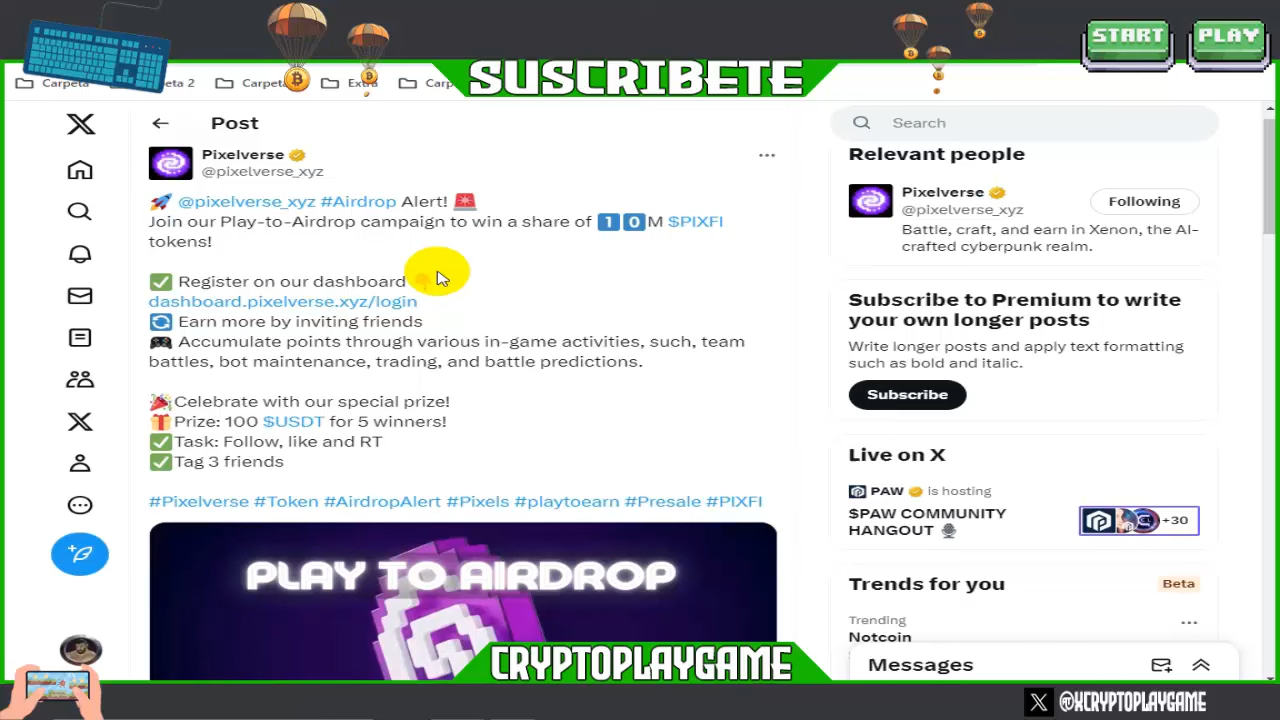 START
PLAY
SUSCRIBETE
Carpeta
eta 2
Carpeta
Extra
Carp
Post
Pixelverse
@pixelverse_xyz
🚀 @pixelverse_xyz #Airdrop Alert! 🚨
Join our Play-to-Airdrop campaign to win a share of 1️⃣0️⃣M $PIXFI
tokens!
✅ Register on our dashboard
dashboard.pixelverse.xyz/login
🔄 Earn more by inviting friends
🎮 Accumulate points through various in-game activities, such, team
battles, bot maintenance, trading, and battle predictions.
🎉Celebrate with our special prize!
🎁Prize: 100 $USDT for 5 winners!
✅Task: Follow, like and RT
✅Tag 3 friends
#Pixelverse #Token #AirdropAlert #Pixels #playtoearn #Presale #PIXFI
PLAY TO AIRDROP
Search
Relevant people
Pixelverse
@pixelverse_xyz
Following
Battle, craft, and earn in Xenon, the AI-
crafted cyberpunk realm.
Subscribe to Premium to write
your own longer posts
Write longer posts and apply text formatting
such as bold and italic.
Subscribe
Live on X
PAW is hosting
$PAW COMMUNITY
HANGOUT 🎙️
+30
Trends for you
Beta
Trending
Notcoin
Messages
CRYPTOPLAYGAME
@XCRYPTOPLAYGAME